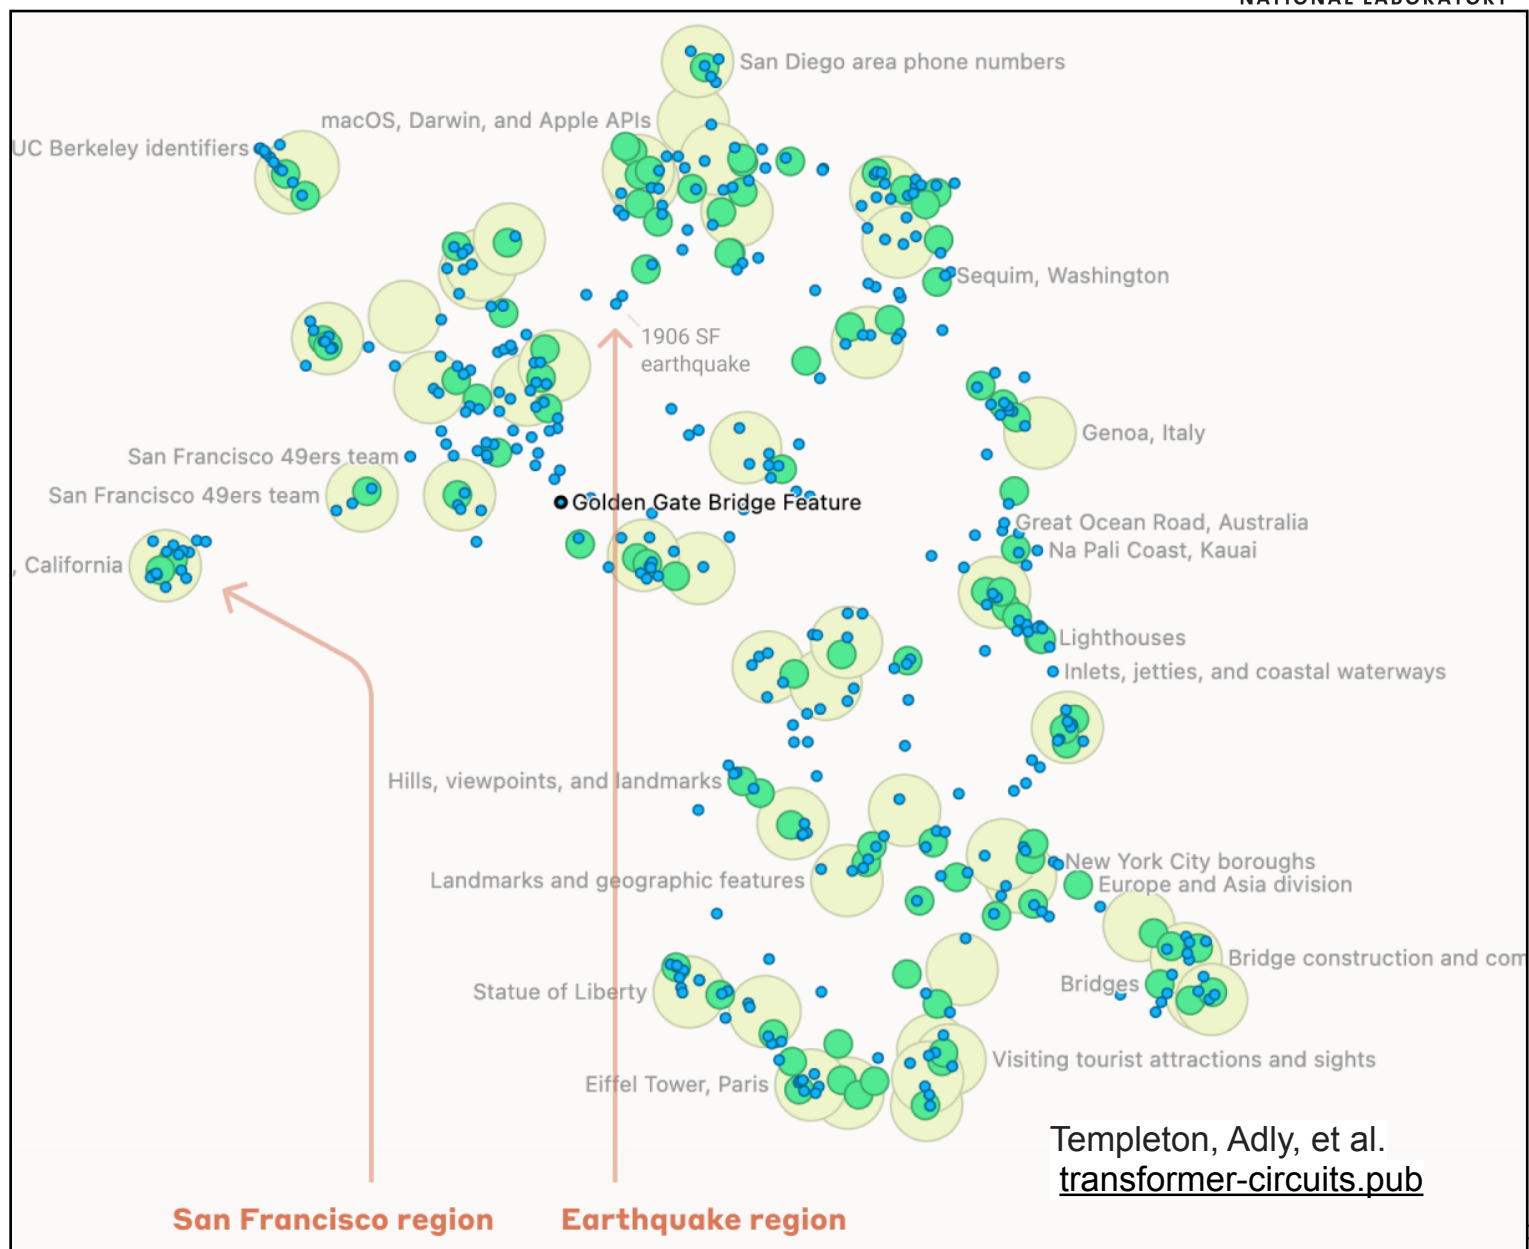 NATIONAL LABORATORY
San Diego area phone numbers
macOS, Darwin, and Apple APIs
UC Berkeley identifiers
Sequim, Washington
1906 SF
earthquake
Genoa, Italy
San Francisco 49ers team
San Francisco 49ers team
Golden Gate Bridge Feature
Great Ocean Road, Australia
Na Pali Coast, Kauai
, California
Lighthouses
Inlets, jetties, and coastal waterways
Hills, viewpoints, and landmarks
New York City boroughs
Landmarks and geographic features
Europe and Asia division
Bridge construction and com
Bridges
Statue of Liberty
Visiting tourist attractions and sights
Eiffel Tower, Paris
Templeton, Adly, et al.
transformer-circuits.pub
San Francisco region
Earthquake region